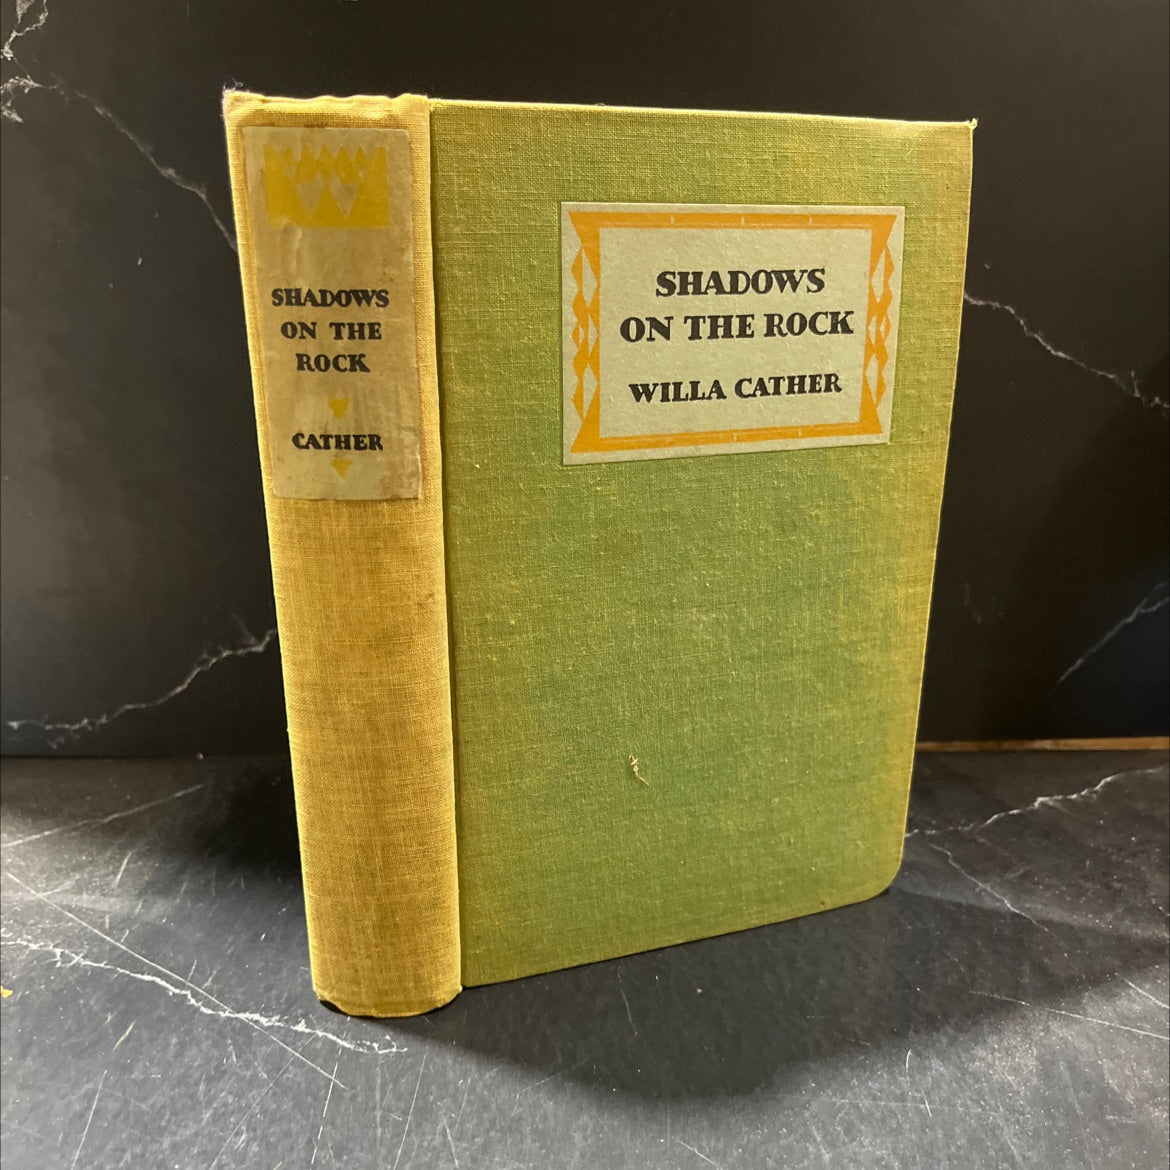 SHADOWS
ON THE
ROCK
CATHER
SHADOWS
ON THE ROCK
WILLA CATHER